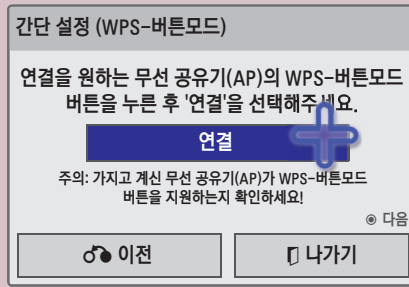 간단 설정 (WPS-버튼모드)
연결을 원하는 무선 공유기(AP)의 WPS-버튼모드
버튼을 누른 후 '연결'을 선택해주세요.
연결
주의: 가지고 계신 무선 공유기(AP)가 WPS-버튼모드
버튼을 지원하는지 확인하세요!
◉ 다음
이전
나가기